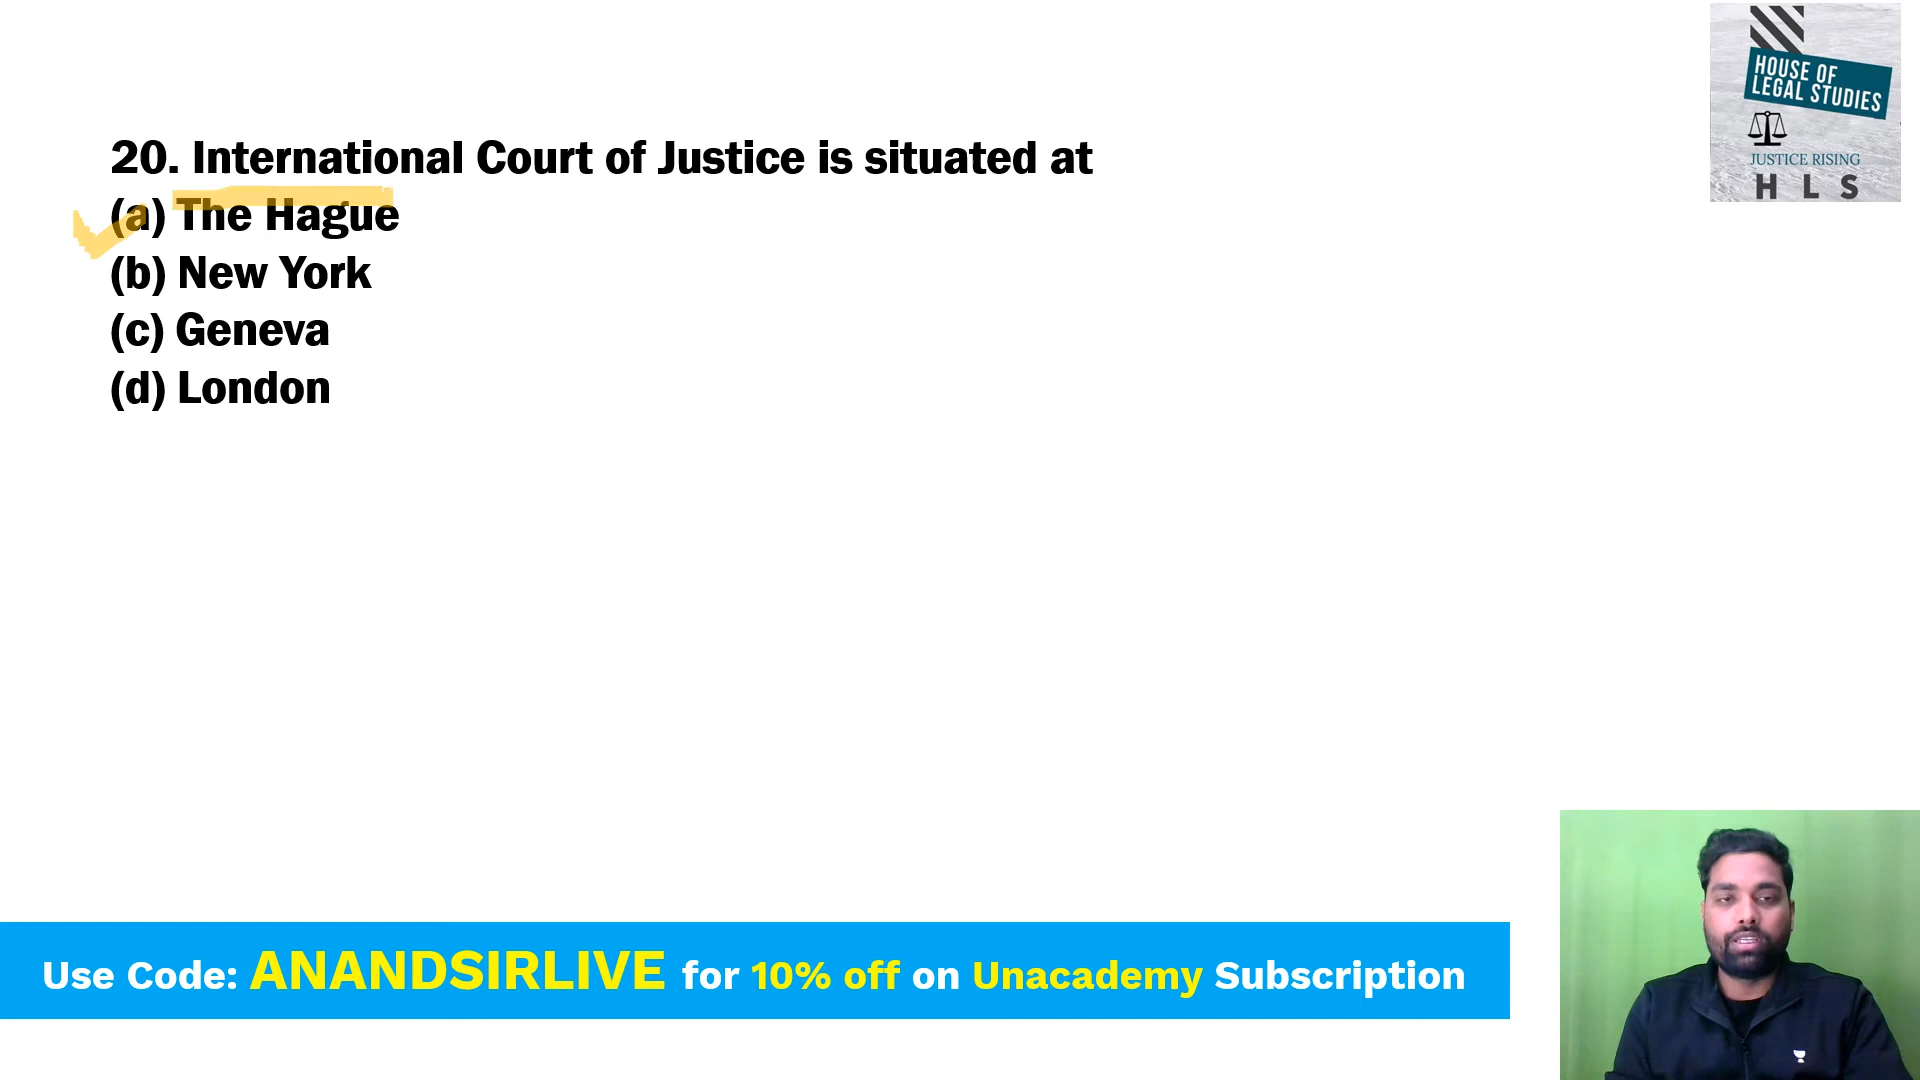 HOUSE OF
LEGAL STUDIES
JUSTICE RISING
H L S
20. International Court of Justice is situated at
(a) The Hague
(b) New York
(c) Geneva
(d) London
Use Code: ANANDSIRLIVE for 10% off on Unacademy Subscription